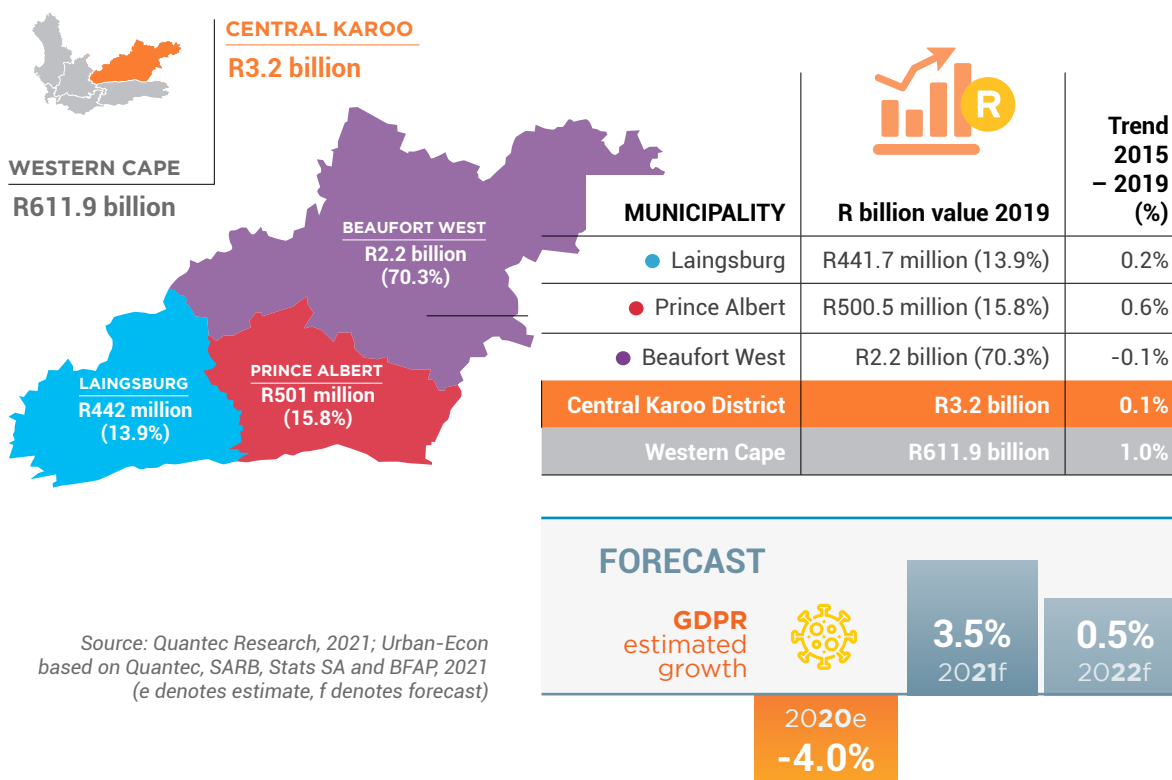 CENTRAL KAROO
R3.2 billion
WESTERN CAPE
R611.9 billion
BEAUFORT WEST
R2.2 billion
(70.3%)
LAINGSBURG
R442 million
(13.9%)
PRINCE ALBERT
R501 million
(15.8%)
R
MUNICIPALITY R billion value 2019 Trend
2015
– 2019
(%)
Laingsburg R441.7 million (13.9%) 0.2%
Prince Albert R500.5 million (15.8%) 0.6%
Beaufort West R2.2 billion (70.3%) -0.1%
Central Karoo District R3.2 billion 0.1%
Western Cape R611.9 billion 1.0%
FORECAST
GDPR
estimated
growth
2020e
-4.0%
3.5%
2021f
0.5%
2022f
Source: Quantec Research, 2021; Urban-Econ
based on Quantec, SARB, Stats SA and BFAP, 2021
(e denotes estimate, f denotes forecast)